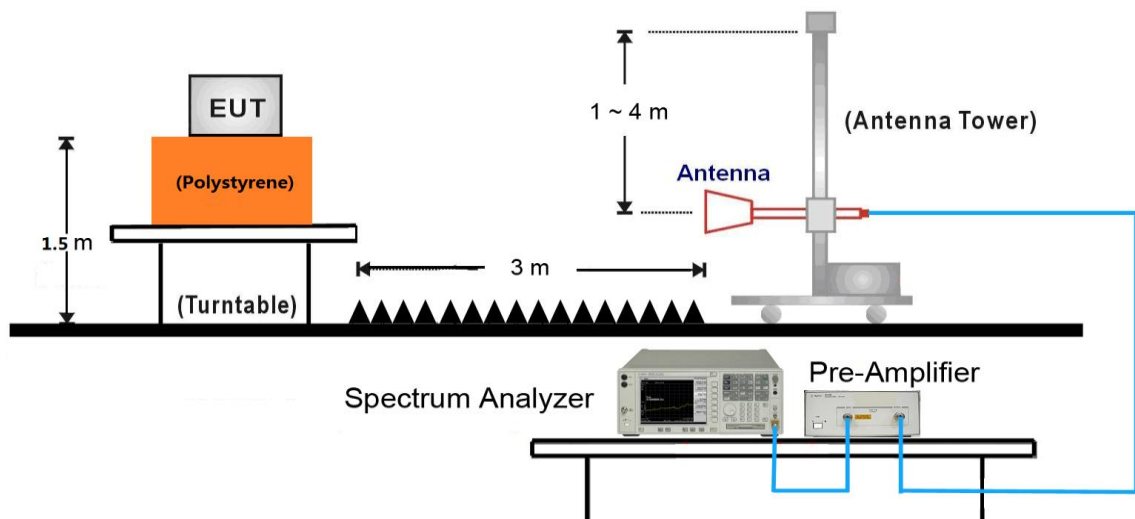 EUT
(Polystyrene)
1.5 m
(Turntable)
3 m
1 ~ 4 m
Antenna
(Antenna Tower)
Spectrum Analyzer
Pre-Amplifier